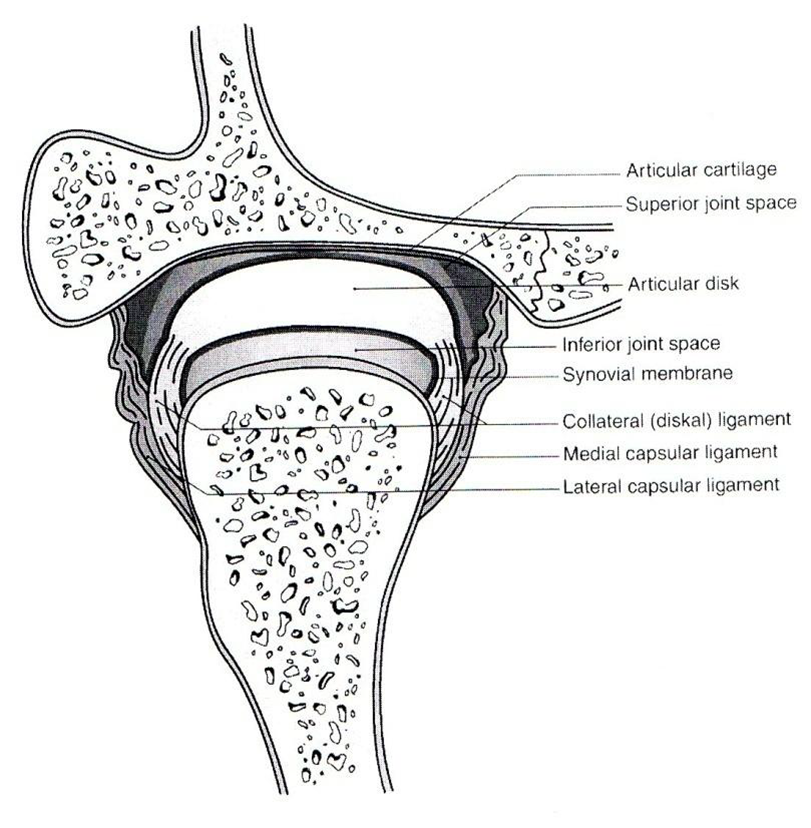 Articular cartilage
Superior joint space
Articular disk
Inferior joint space
Synovial membrane
Collateral (diskal) ligament
Medial capsular ligament
Lateral capsular ligament